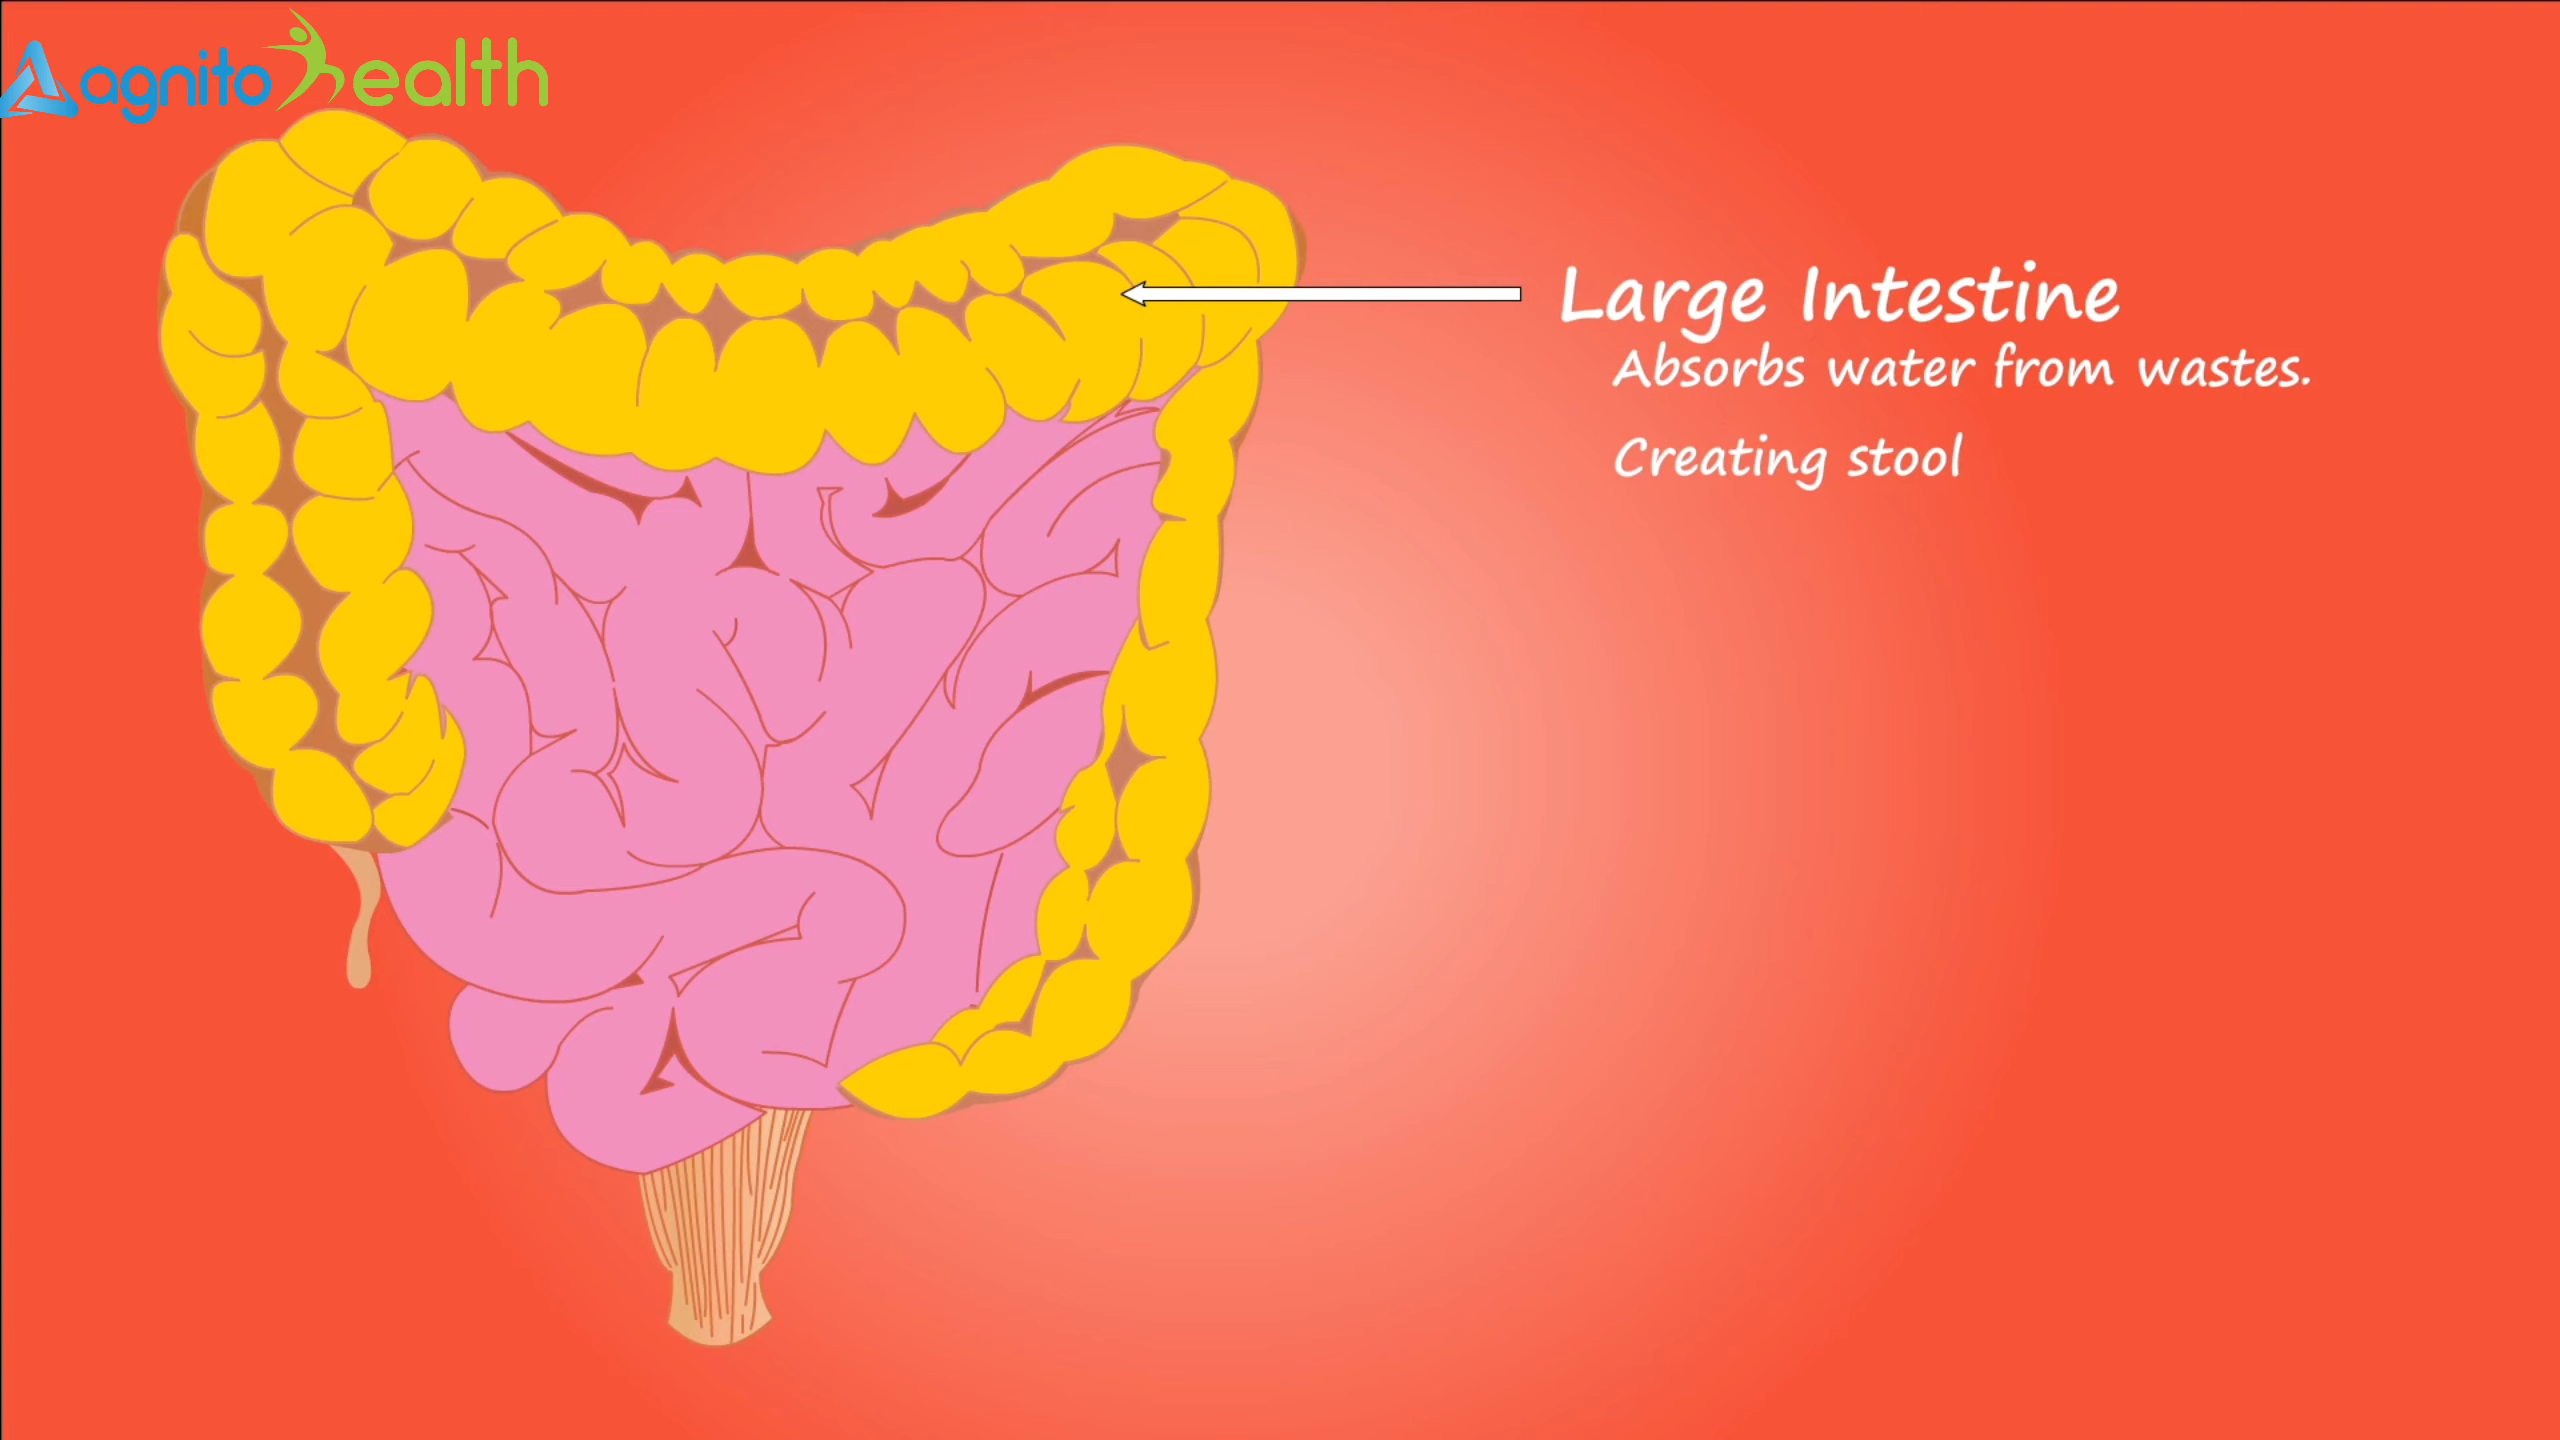 agnito health
Large Intestine
Absorbs water from wastes.
Creating stool